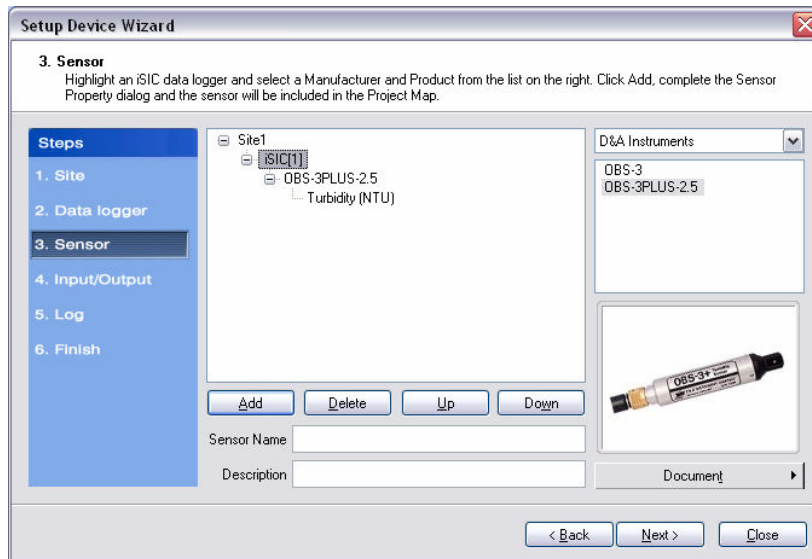 Setup Device Wizard
3. Sensor
Highlight an iSIC data logger and select a Manufacturer and Product from the list on the right. Click Add, complete the Sensor
Property dialog and the sensor will be included in the Project Map.
Steps
1. Site
2. Data logger
3. Sensor
4. Input/Output
5. Log
6. Finish
Site1
iSIC[1]
OBS-3PLUS-2.5
Turbidity (NTU)
Add
Delete
Up
Down
Sensor Name
Description
D&A Instruments
OBS-3
OBS-3PLUS-2.5
OBS-3+
Document
< Back
Next >
Close